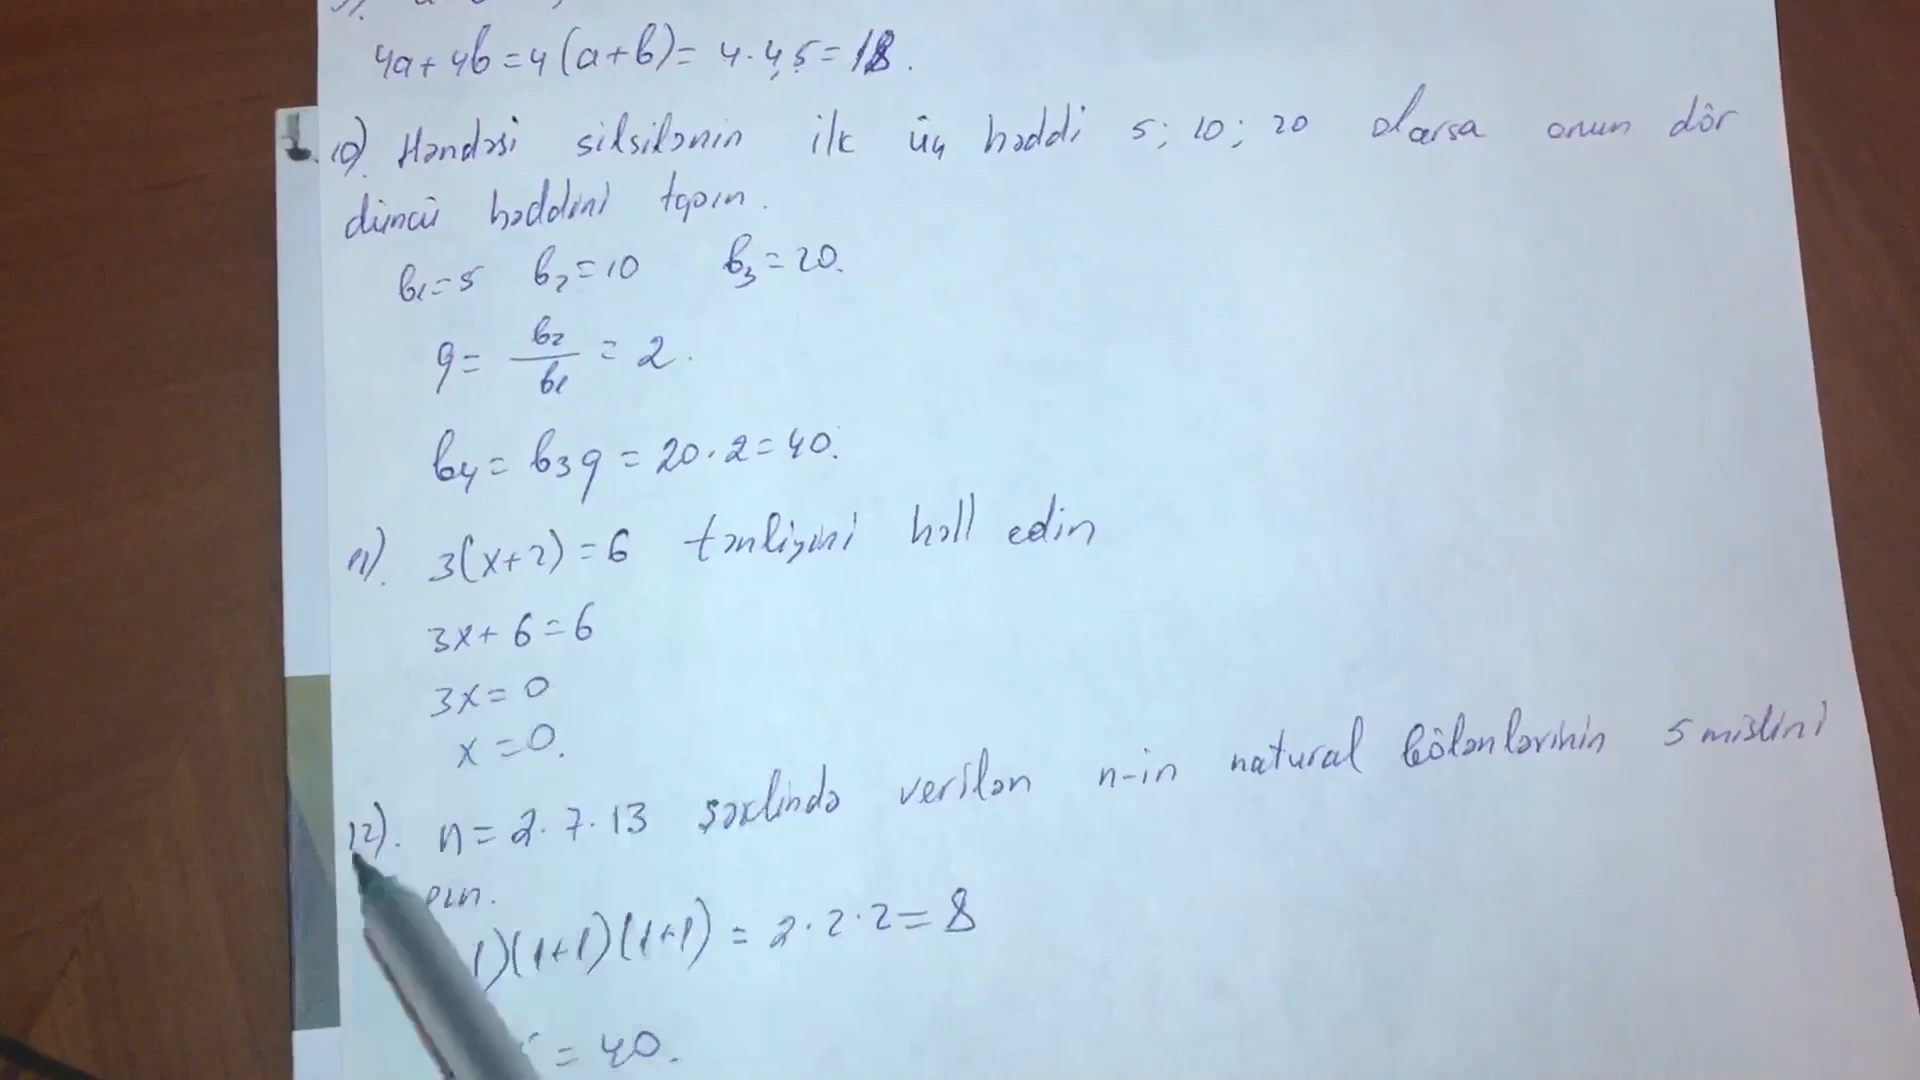 4a+4b=4(a+b)=4·4,5=18.
10). Həndəsi silsilənin ilk üç həddi 5; 10; 20 olarsa onun dör
düncü həddini tapın.
b₁=5 b₂=10 b₃=20.
q= b₂/b₁ = 2.
b₄= b₃q = 20·2=40.
11). 3(x+2)=6 tənliyini həll edin
3x+6=6
3x=0
x=0.
12). n=2·7·13 şəklində verilən n-in natural bölənlərinin 5 mislini
pın.
1)(1+1)(1+1) = 2·2·2=8
= 40.